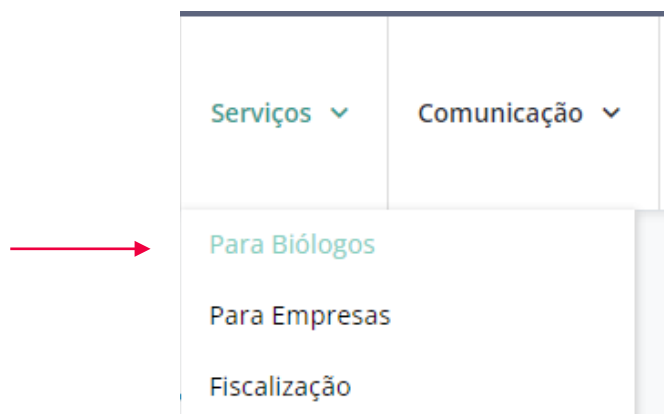 Serviços
Comunicação
Para Biólogos
Para Empresas
Fiscalização